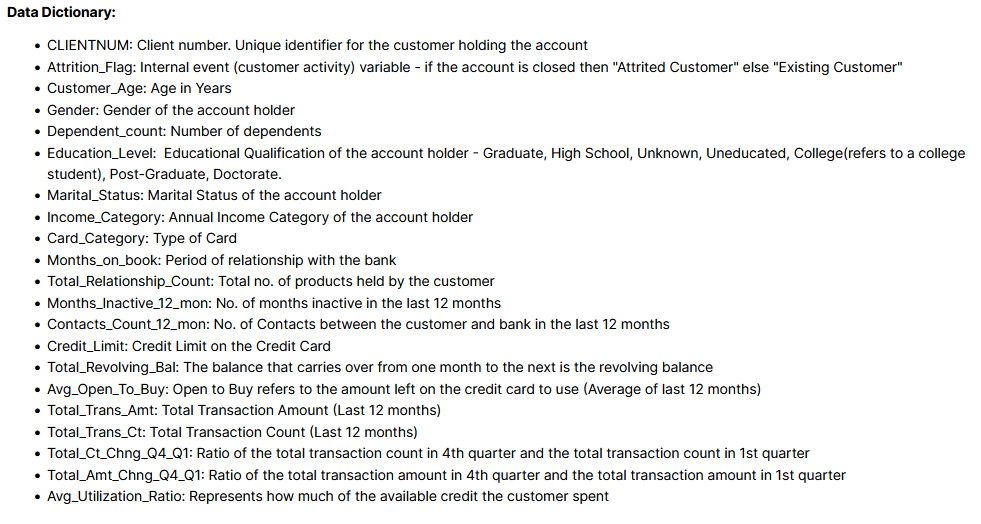 Data Dictionary:
• CLIENTNUM: Client number. Unique identifier for the customer holding the account
• Attrition_Flag: Internal event (customer activity) variable - if the account is closed then "Attrited Customer" else "Existing Customer"
• Customer_Age: Age in Years
• Gender: Gender of the account holder
• Dependent_count: Number of dependents
• Education_Level:  Educational Qualification of the account holder - Graduate, High School, Unknown, Uneducated, College(refers to a college
student), Post-Graduate, Doctorate.
• Marital_Status: Marital Status of the account holder
• Income_Category: Annual Income Category of the account holder
• Card_Category: Type of Card
• Months_on_book: Period of relationship with the bank
• Total_Relationship_Count: Total no. of products held by the customer
• Months_Inactive_12_mon: No. of months inactive in the last 12 months
• Contacts_Count_12_mon: No. of Contacts between the customer and bank in the last 12 months
• Credit_Limit: Credit Limit on the Credit Card
• Total_Revolving_Bal: The balance that carries over from one month to the next is the revolving balance
• Avg_Open_To_Buy: Open to Buy refers to the amount left on the credit card to use (Average of last 12 months)
• Total_Trans_Amt: Total Transaction Amount (Last 12 months)
• Total_Trans_Ct: Total Transaction Count (Last 12 months)
• Total_Ct_Chng_Q4_Q1: Ratio of the total transaction count in 4th quarter and the total transaction count in 1st quarter
• Total_Amt_Chng_Q4_Q1: Ratio of the total transaction amount in 4th quarter and the total transaction amount in 1st quarter
• Avg_Utilization_Ratio: Represents how much of the available credit the customer spent